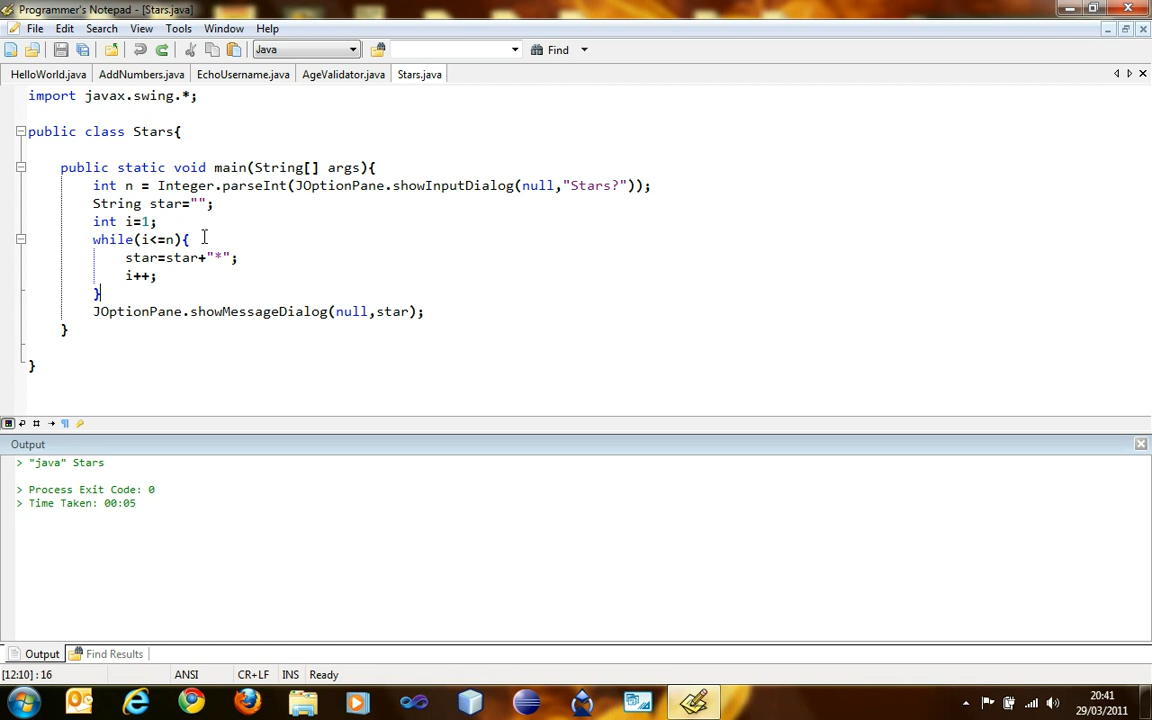 Programmer's Notepad - [Stars.java]
File Edit Search View Tools Window Help
Java Find
HelloWorld.java AddNumbers.java EchoUsername.java AgeValidator.java Stars.java
import javax.swing.*;
public class Stars{
public static void main(String[] args){
int n = Integer.parseInt(JOptionPane.showInputDialog(null,"Stars?"));
String star="";
int i=1;
while(i<=n){
star=star+"*";
i++;
}
JOptionPane.showMessageDialog(null,star);
}
}
Output
> "java" Stars
> Process Exit Code: 0
> Time Taken: 00:05
Output Find Results
[12:10] : 16 ANSI CR+LF INS Ready
20:41
29/03/2011